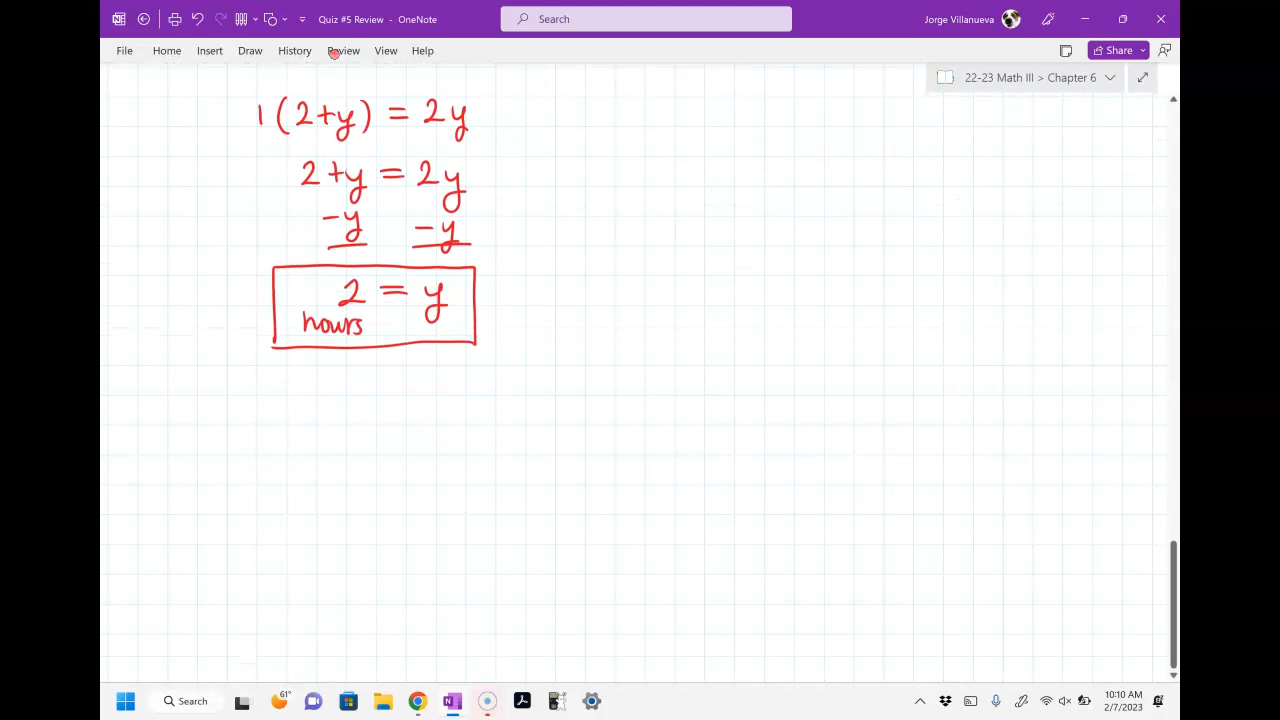 Quiz #5 Review - OneNote
Search
Jorge Villanueva
File Home Insert Draw History Review View Help
Share
22-23 Math III > Chapter 6
1(2+y) = 2y
2+y = 2y
-y -y
2 = y
hours
61°
Search
10:10 AM
2/7/2023